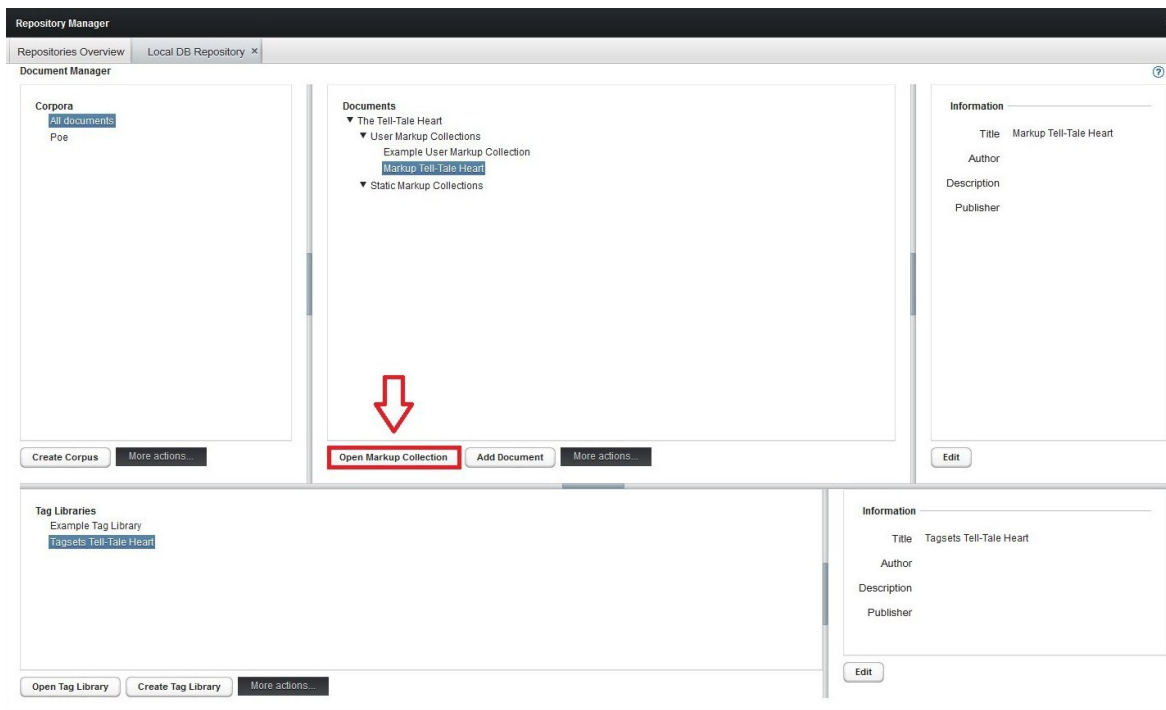 Repository Manager
Repositories Overview
Local DB Repository ×
Document Manager
?
Corpora
All documents
Poe
Create Corpus
More actions...
Documents
▼ The Tell-Tale Heart
▼ User Markup Collections
Example User Markup Collection
Markup Tell-Tale Heart
▼ Static Markup Collections
Open Markup Collection
Add Document
More actions...
Information
Title Markup Tell-Tale Heart
Author
Description
Publisher
Edit
Tag Libraries
Example Tag Library
Tagsets Tell-Tale Heart
Open Tag Library
Create Tag Library
More actions...
Information
Title Tagsets Tell-Tale Heart
Author
Description
Publisher
Edit